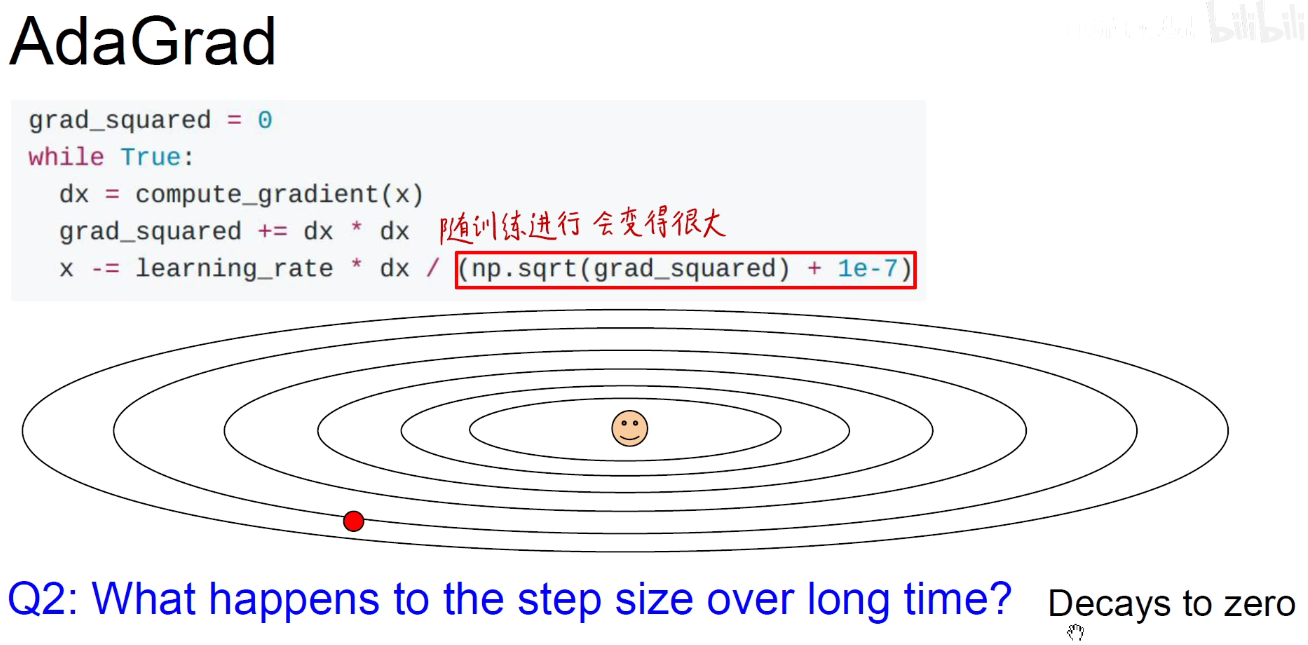 AdaGrad
bilibili
grad_squared = 0
while True:
dx = compute_gradient(x)
grad_squared += dx * dx 随训练进行 会变得很大
x -= learning_rate * dx / (np.sqrt(grad_squared) + 1e-7)
Q2: What happens to the step size over long time? Decays to zero